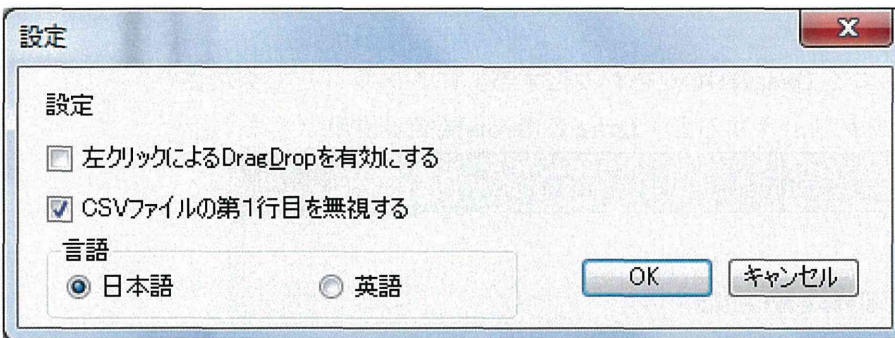 設定
設定
左クリックによるDragDropを有効にする
CSVファイルの第1行目を無視する
言語
日本語 英語 OK キャンセル